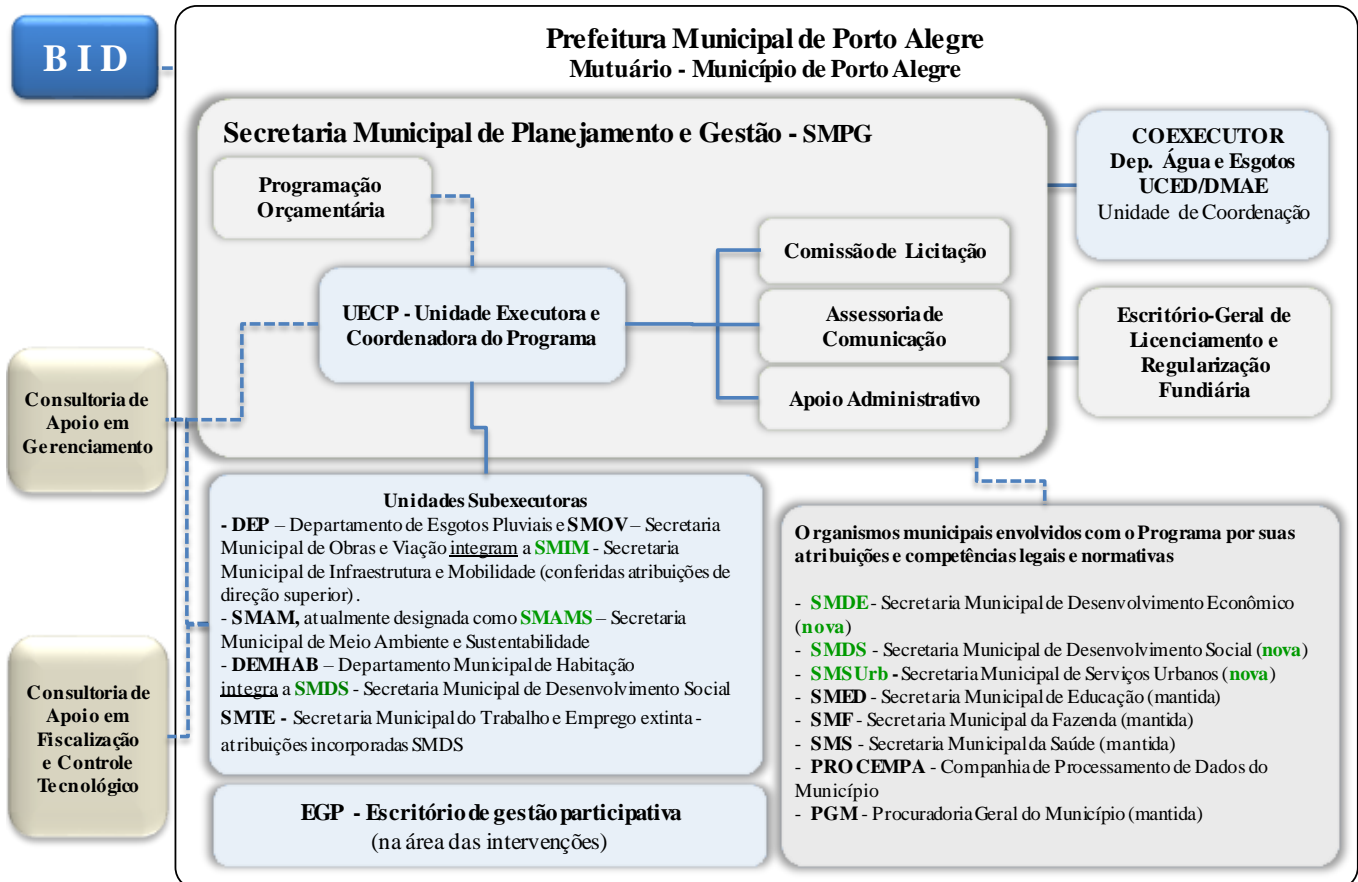 B I D
Prefeitura Municipal de Porto Alegre
Mutuário - Município de Porto Alegre
Secretaria Municipal de Planejamento e Gestão - SMPG
Programação
Orçamentária
UECP - Unidade Executora e
Coordenadora do Programa
Comissão de Licitação
Assessoria de
Comunicação
Apoio Administrativo
COEXECUTOR
Dep. Água e Esgotos
UCED/DMAE
Unidade de Coordenação
Escritório-Geral de
Licenciamento e
Regularização
Fundiária
Consultoria de
Apoio em
Gerenciamento
Consultoria de
Apoio em
Fiscalização
e Controle
Tecnológico
Unidades Subexecutoras
- DEP – Departamento de Esgotos Pluviais e SMOV – Secretaria
Municipal de Obras e Viação integram a SMIM - Secretaria
Municipal de Infraestrutura e Mobilidade (conferidas atribuições de
direção superior) .
- SMAM, atualmente designada como SMAMS – Secretaria
Municipal de Meio Ambiente e Sustentabilidade
- DEMHAB – Departamento Municipal de Habitação
integra a SMDS - Secretaria Municipal de Desenvolvimento Social
SMTE - Secretaria Municipal do Trabalho e Emprego extinta -
atribuições incorporadas SMDS
EGP - Escritório de gestão participativa
(na área das intervenções)
Organismos municipais envolvidos com o Programa por suas
atribuições e competências legais e normativas
- SMDE - Secretaria Municipal de Desenvolvimento Econômico
(nova)
- SMDS - Secretaria Municipal de Desenvolvimento Social (nova)
- SMSUrb - Secretaria Municipal de Serviços Urbanos (nova)
- SMED - Secretaria Municipal de Educação (mantida)
- SMF - Secretaria Municipal da Fazenda (mantida)
- SMS - Secretaria Municipal da Saúde (mantida)
- PROCEMPA - Companhia de Processamento de Dados do
Município
- PGM - Procuradoria Geral do Município (mantida)